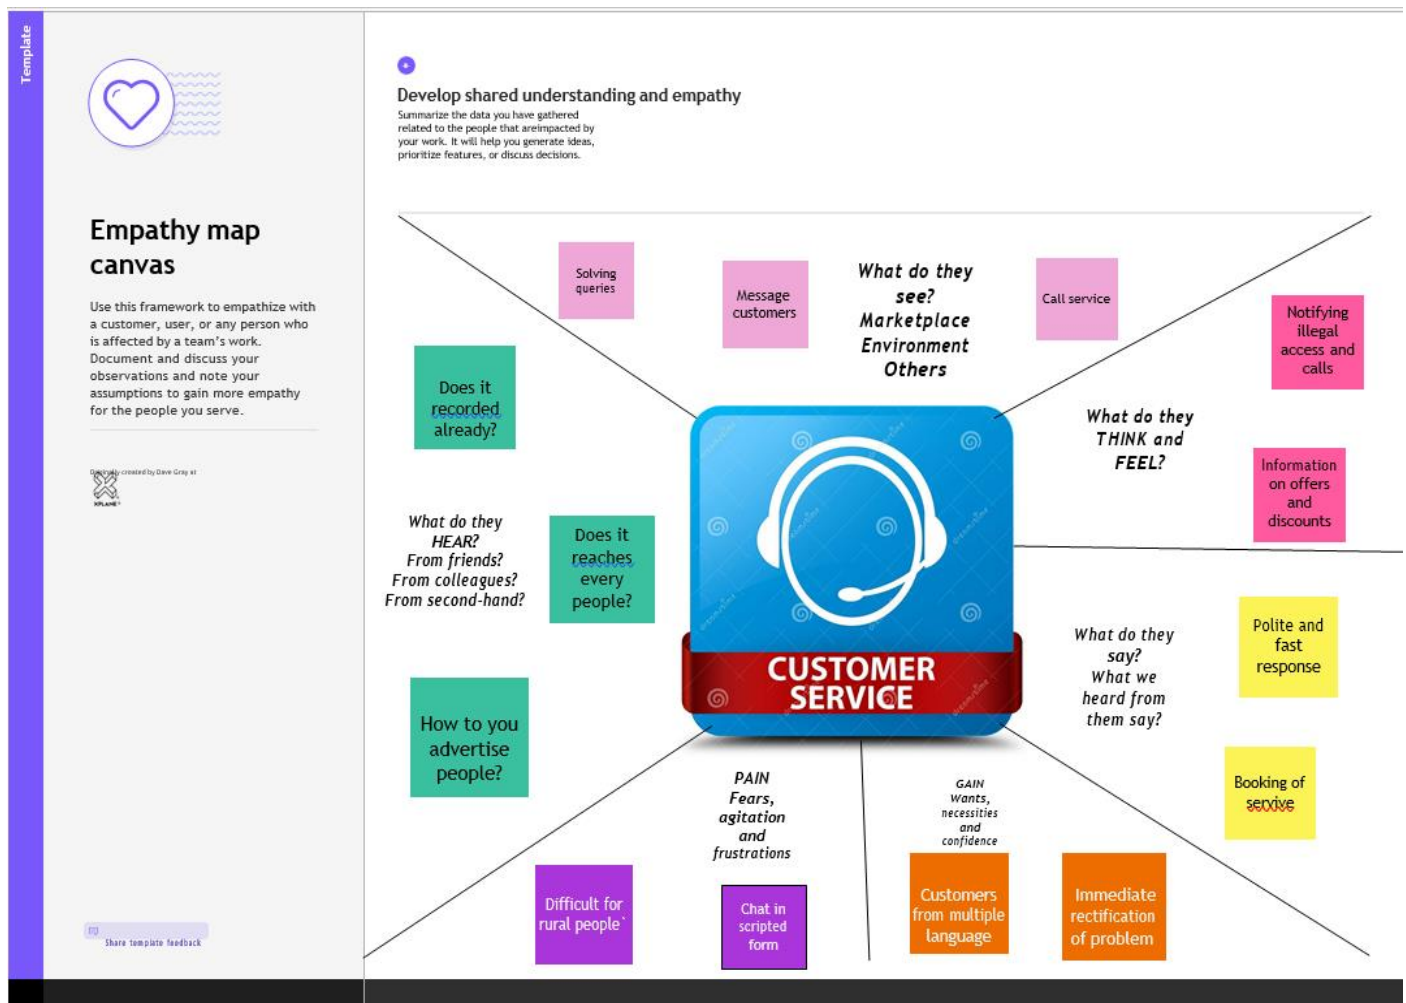 Template
Empathy map
canvas
Use this framework to empathize with
a customer, user, or any person who
is affected by a team's work.
Document and discuss your
observations and note your
assumptions to gain more empathy
for the people you serve.
Originally created by Dave Gray at
XPLANE
Share template feedback
Develop shared understanding and empathy
Summarize the data you have gathered
related to the people that areimpacted by
your work. It will help you generate ideas,
prioritize features, or discuss decisions.
Solving
queries
Message
customers
What do they
see?
Marketplace
Environment
Others
Call service
Notifying
illegal
access and
calls
What do they
THINK and
FEEL?
Information
on offers
and
discounts
Does it
recorded
already?
What do they
HEAR?
From friends?
From colleagues?
From second-hand?
Does it
reaches
every
people?
How to you
advertise
people?
CUSTOMER
SERVICE
What do they
say?
What we
heard from
them say?
Polite and
fast
response
Booking of
servive
PAIN
Fears,
agitation
and
frustrations
Difficult for
rural people`
Chat in
scripted
form
GAIN
Wants,
necessities
and
confidence
Customers
from multiple
language
Immediate
rectification
of problem